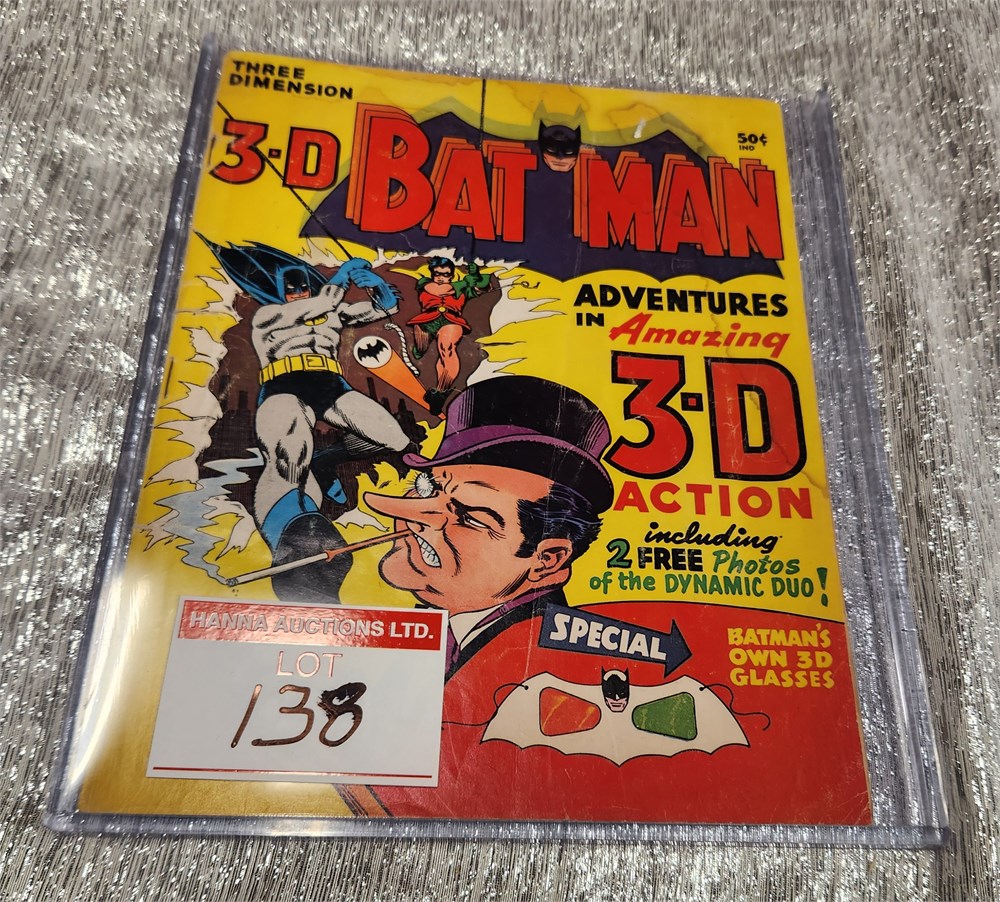 THREE
DIMENSION
3-D BATMAN
50¢
IND
ADVENTURES
IN Amazing
3-D
ACTION
including
2 FREE Photos
of the DYNAMIC DUO!
SPECIAL
BATMAN'S
OWN 3D
GLASSES
HANNA AUCTIONS LTD.
LOT
138